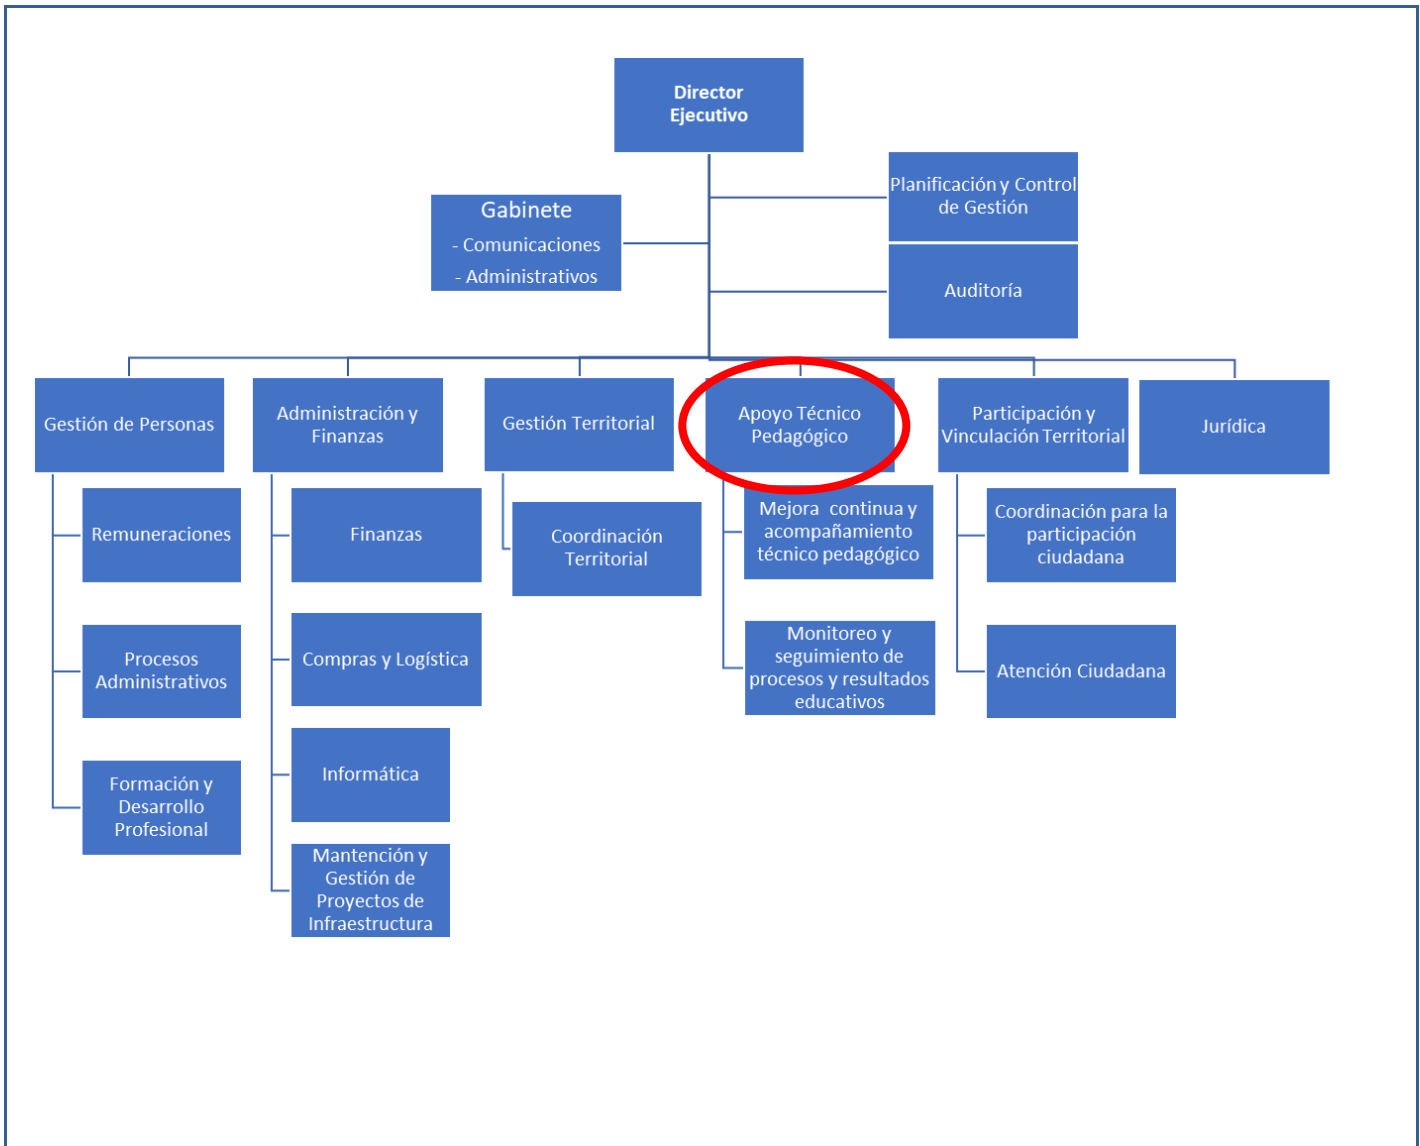 Director
Ejecutivo
Planificación y Control
de Gestión
Gabinete
- Comunicaciones
- Administrativos
Auditoría
Gestión de Personas
Administración y
Finanzas
Gestión Territorial
Apoyo Técnico
Pedagógico
Participación y
Vinculación Territorial
Jurídica
Remuneraciones
Procesos
Administrativos
Formación y
Desarrollo
Profesional
Finanzas
Compras y Logística
Informática
Mantención y
Gestión de
Proyectos de
Infraestructura
Coordinación
Territorial
Mejora  continua y
acompañamiento
técnico pedagógico
Monitoreo y
seguimiento de
procesos y resultados
educativos
Coordinación para la
participación
ciudadana
Atención Ciudadana